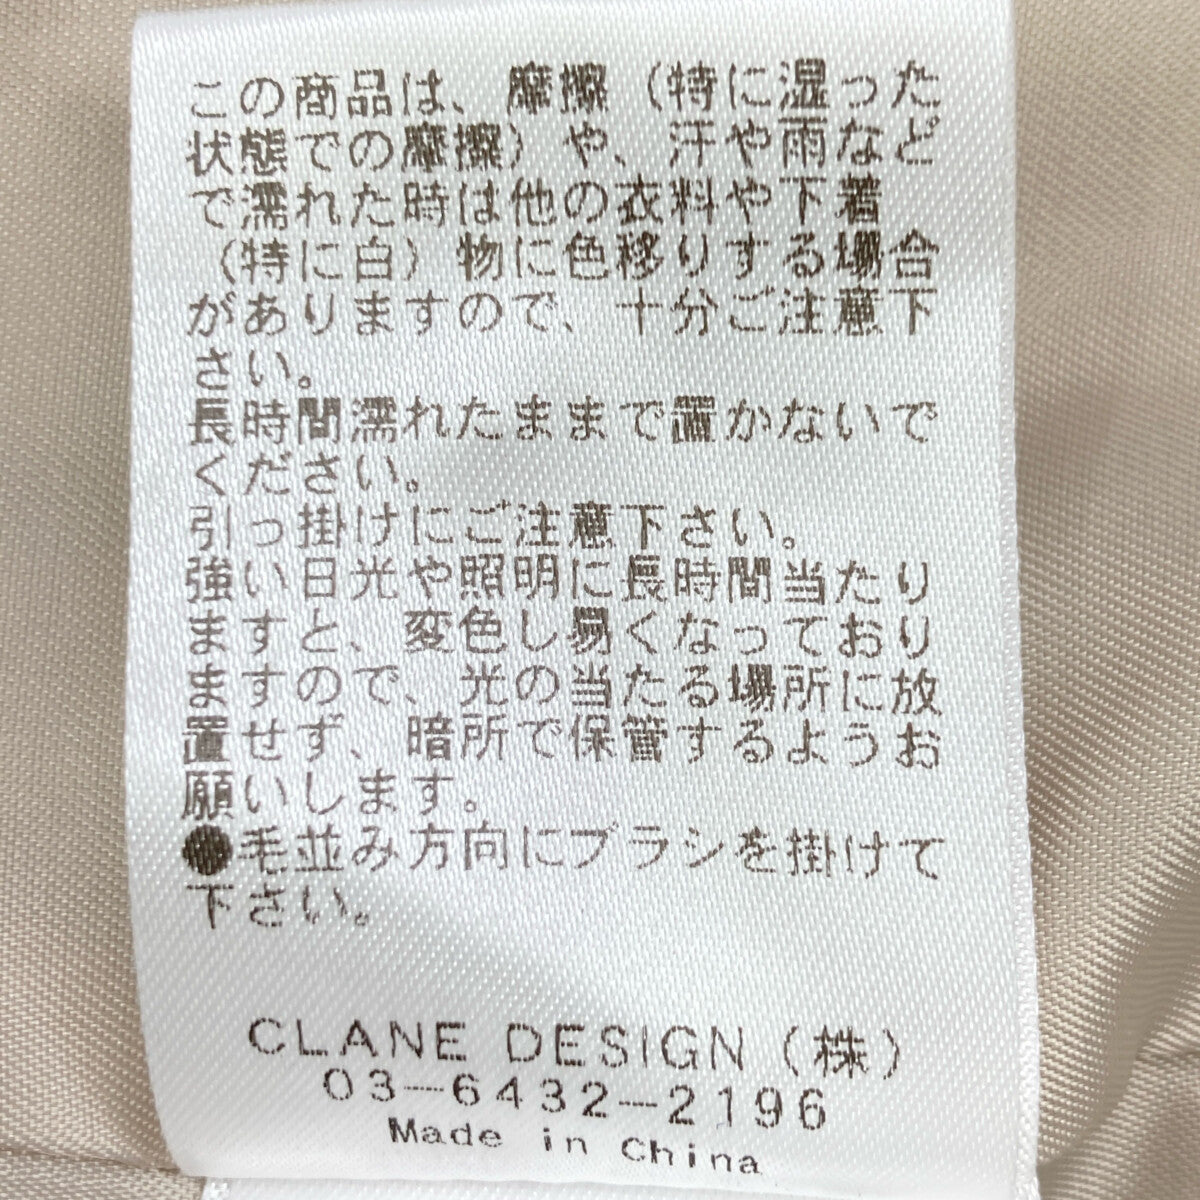 この商品は、摩擦（特に湿った
状態での摩擦）や、汗や雨など
で濡れた時は他の衣料や下着
（特に白）物に色移りする場合
がありますので、十分ご注意下
さい。
長時間濡れたままで置かないで
ください。
引っ掛けにご注意下さい。
強い日光や照明に長時間当たり
ますと、変色し易くなっており
ますので、光の当たる場所に放
置せず、暗所で保管するようお
願いします。
●毛並み方向にブラシを掛けて
下さい。
CLANE DESIGN（株）
03-6432-2196
Made in China